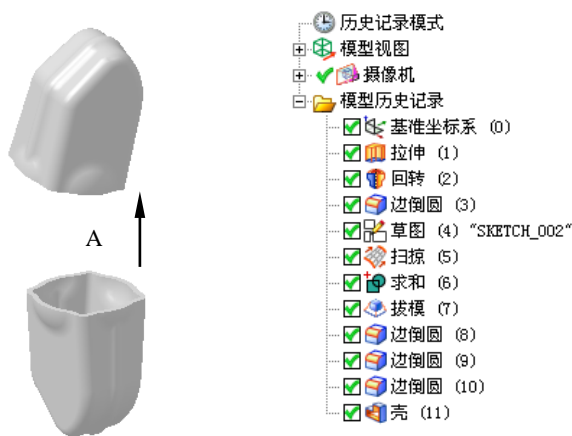 历史记录模式
模型视图
摄像机
模型历史记录
基准坐标系 (0)
拉伸 (1)
回转 (2)
边倒圆 (3)
草图 (4) "SKETCH_002"
扫掠 (5)
求和 (6)
拔模 (7)
边倒圆 (8)
边倒圆 (9)
边倒圆 (10)
壳 (11)
A